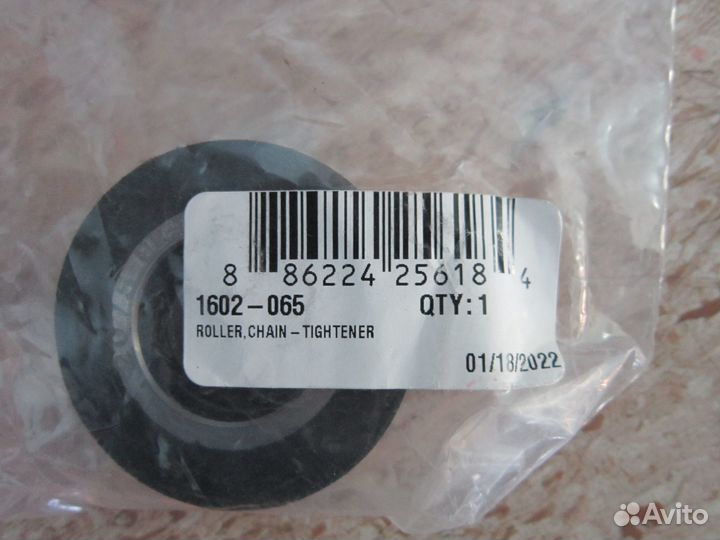 8 86224 25618 4
1602-065 QTY: 1
ROLLER,CHAIN-TIGHTENER
01/18/2022
Avito